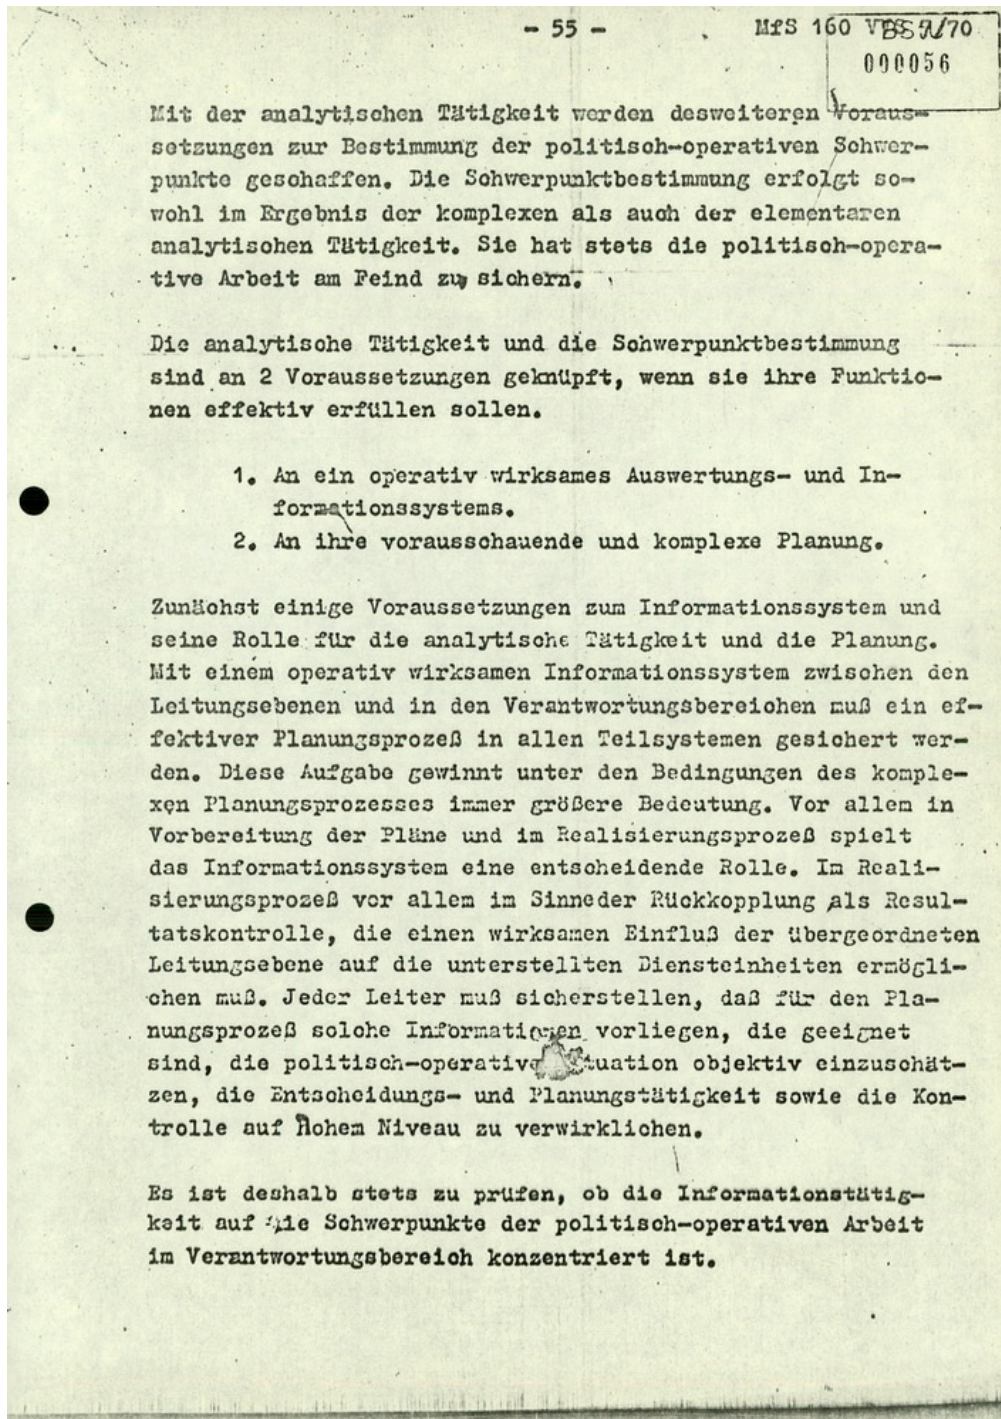 - 55 -
MfS 160
/70
000056
Mit der analytischen Tätigkeit werden desweiteren Voraus-
setzungen zur Bestimmung der politisch-operativen Schwer-
punkte geschaffen. Die Schwerpunktbestimmung erfolgt so-
wohl im Ergebnis der komplexen als auch der elementaren
analytischen Tätigkeit. Sie hat stets die politisch-opera-
tive Arbeit am Feind zu sichern.
Die analytische Tätigkeit und die Schwerpunktbestimmung
sind an 2 Voraussetzungen geknüpft, wenn sie ihre Funktio-
nen effektiv erfüllen sollen.
1. An ein operativ wirksames Auswertungs- und In-
formationssystems.
2. An ihre vorausschauende und komplexe Planung.
Zunächst einige Voraussetzungen zum Informationssystem und
seine Rolle für die analytische Tätigkeit und die Planung.
Mit einem operativ wirksamen Informationssystem zwischen den
Leitungsebenen und in den Verantwortungsbereichen muß ein ef-
fektiver Planungsprozeß in allen Teilsystemen gesichert wer-
den. Diese Aufgabe gewinnt unter den Bedingungen des komple-
xen Planungsprozesses immer größere Bedeutung. Vor allem in
Vorbereitung der Pläne und im Realisierungsprozeß spielt
das Informationssystem eine entscheidende Rolle. Im Reali-
sierungsprozeß vor allem im Sinneder Rückkopplung als Resul-
tatskontrolle, die einen wirksamen Einfluß der übergeordneten
Leitungsebene auf die unterstellten Diensteinheiten ermögli-
chen muß. Jeder Leiter muß sicherstellen, daß für den Pla-
nungsprozeß solche Informationen vorliegen, die geeignet
sind, die politisch-operative Situation objektiv einzuschät-
zen, die Entscheidungs- und Planungstätigkeit sowie die Kon-
trolle auf hohem Niveau zu verwirklichen.
Es ist deshalb stets zu prüfen, ob die Informationstätig-
keit auf die Schwerpunkte der politisch-operativen Arbeit
im Verantwortungsbereich konzentriert ist.